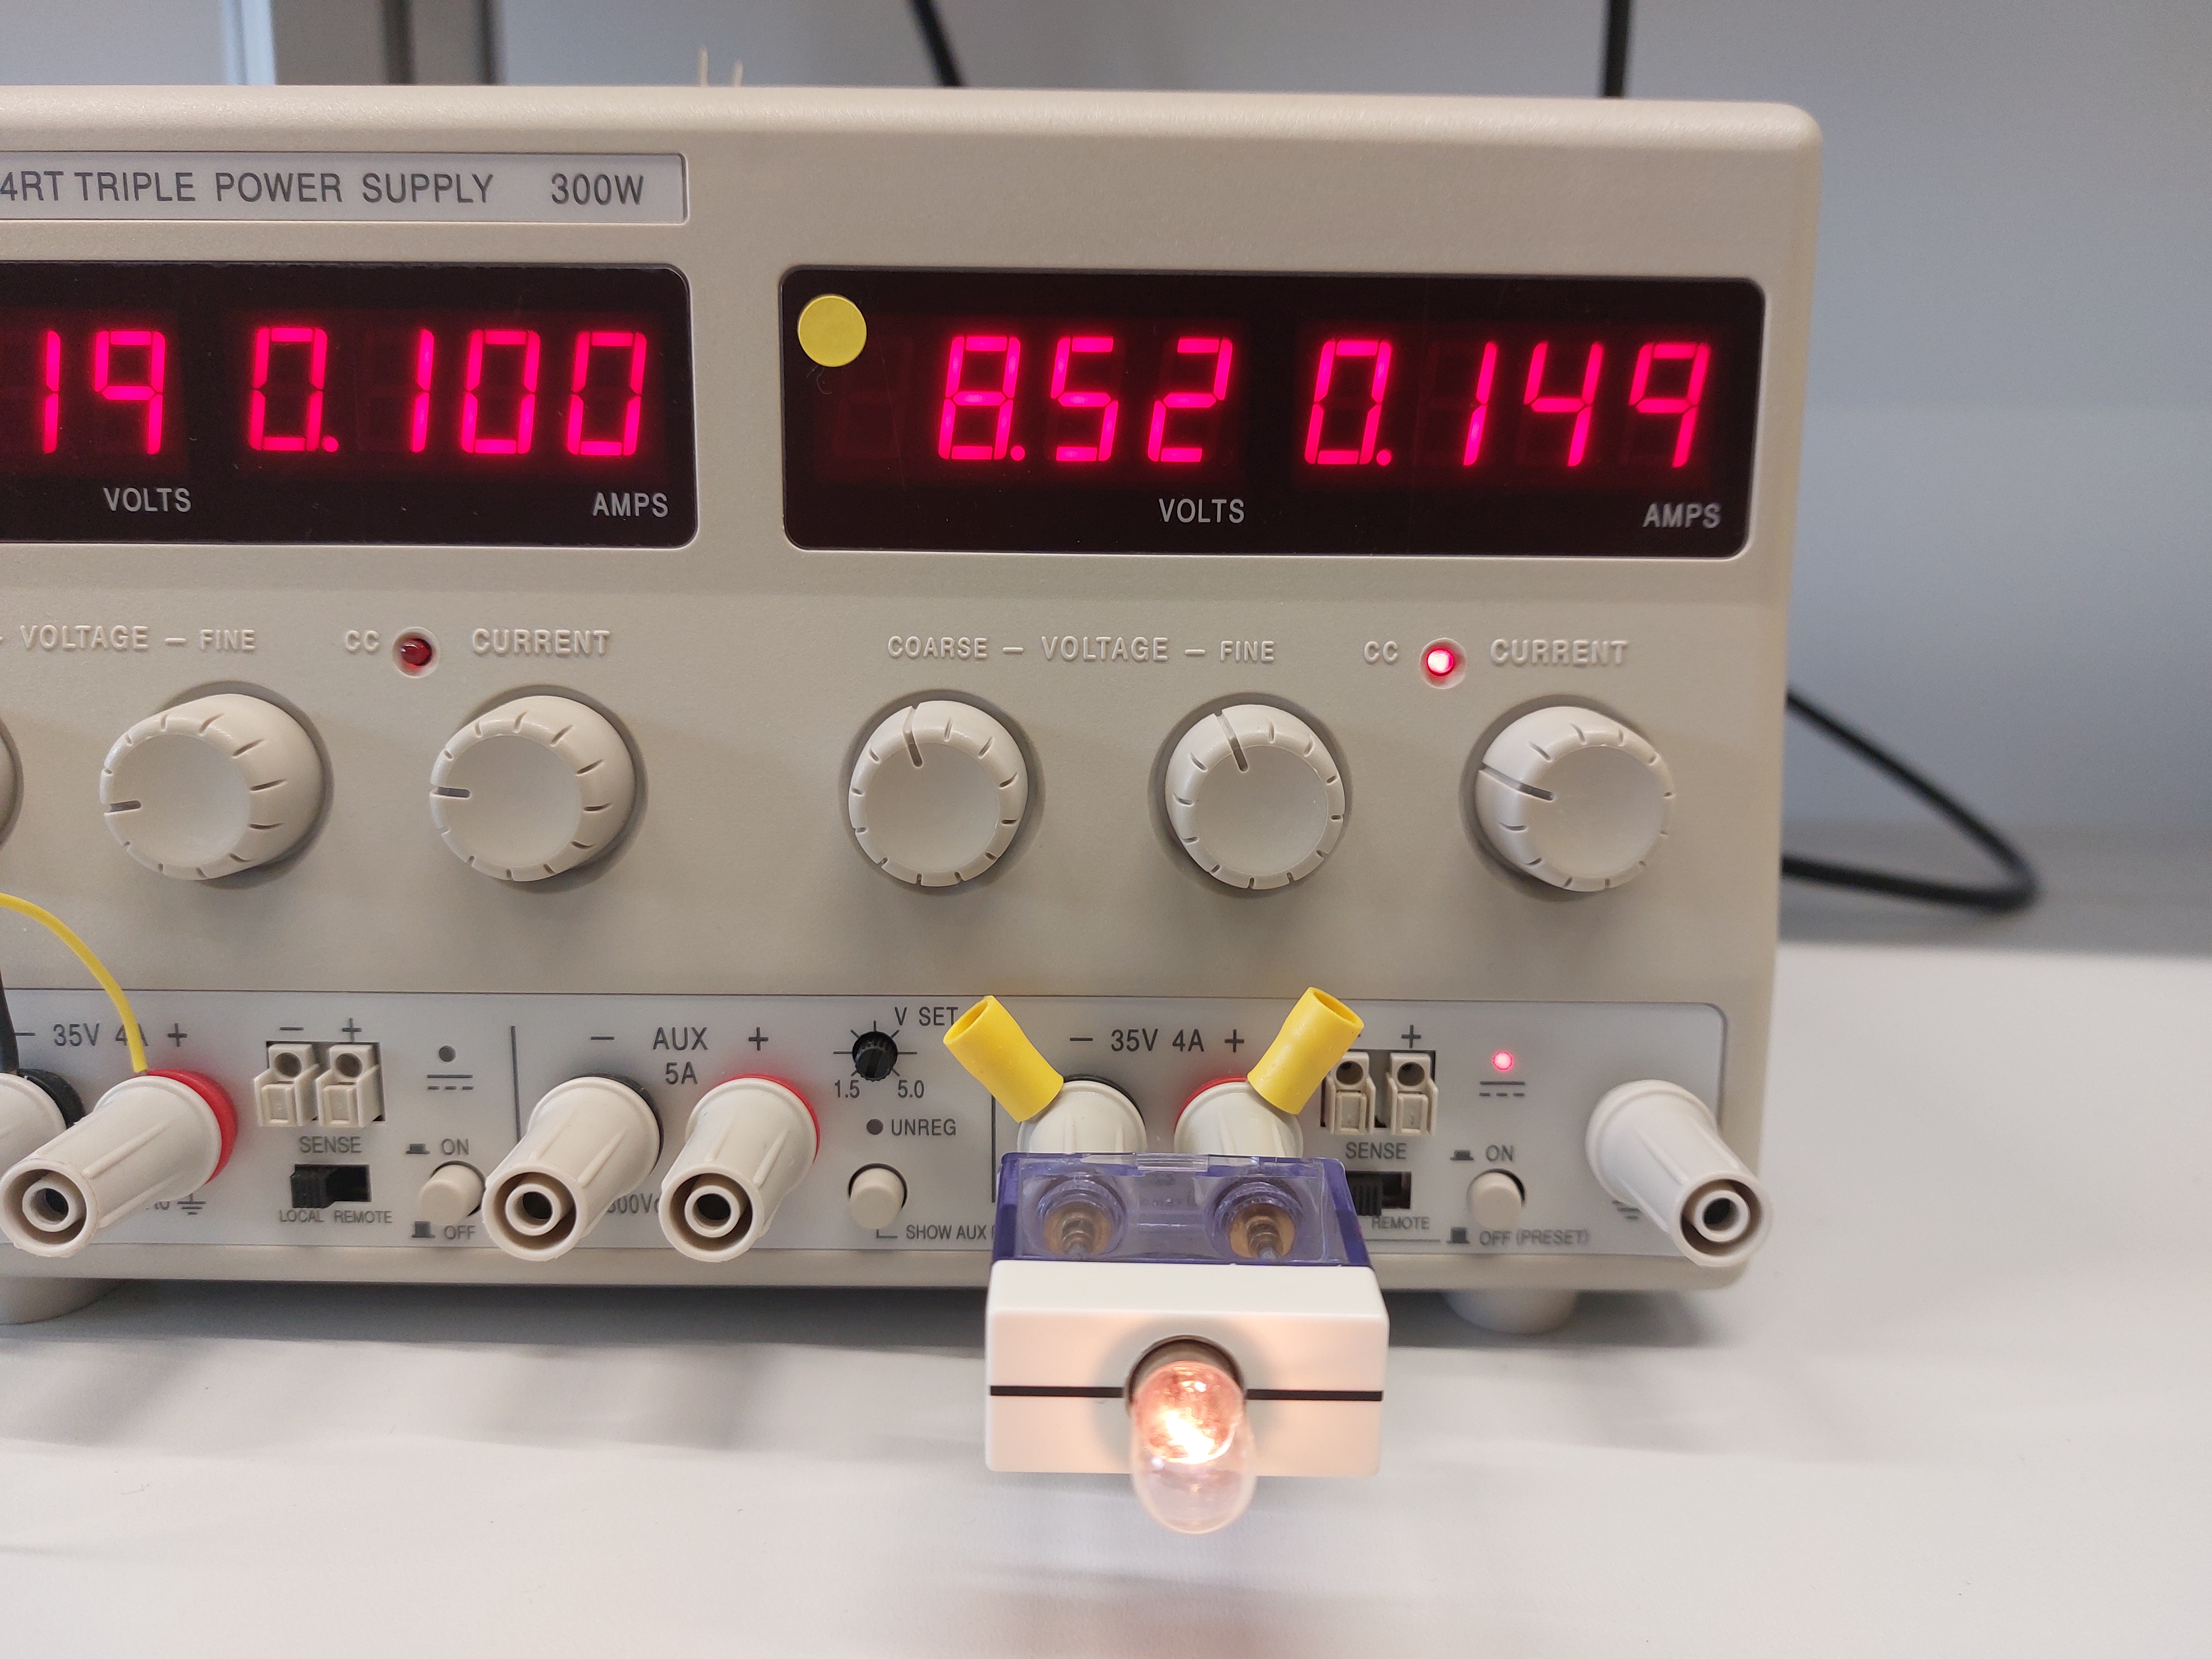 4RT TRIPLE POWER SUPPLY 300W
19 0.100
VOLTS
AMPS
8.52 0.149
VOLTS
AMPS
VOLTAGE – FINE
CC
CURRENT
COARSE – VOLTAGE – FINE
CC
CURRENT
– 35V 4A +
– +
SENSE
LOCAL REMOTE
ON
OFF
– AUX +
5A
V SET
1.5 5.0
UNREG
SHOW AUX
– 35V 4A +
+
SENSE
REMOTE
ON
OFF (PRESET)